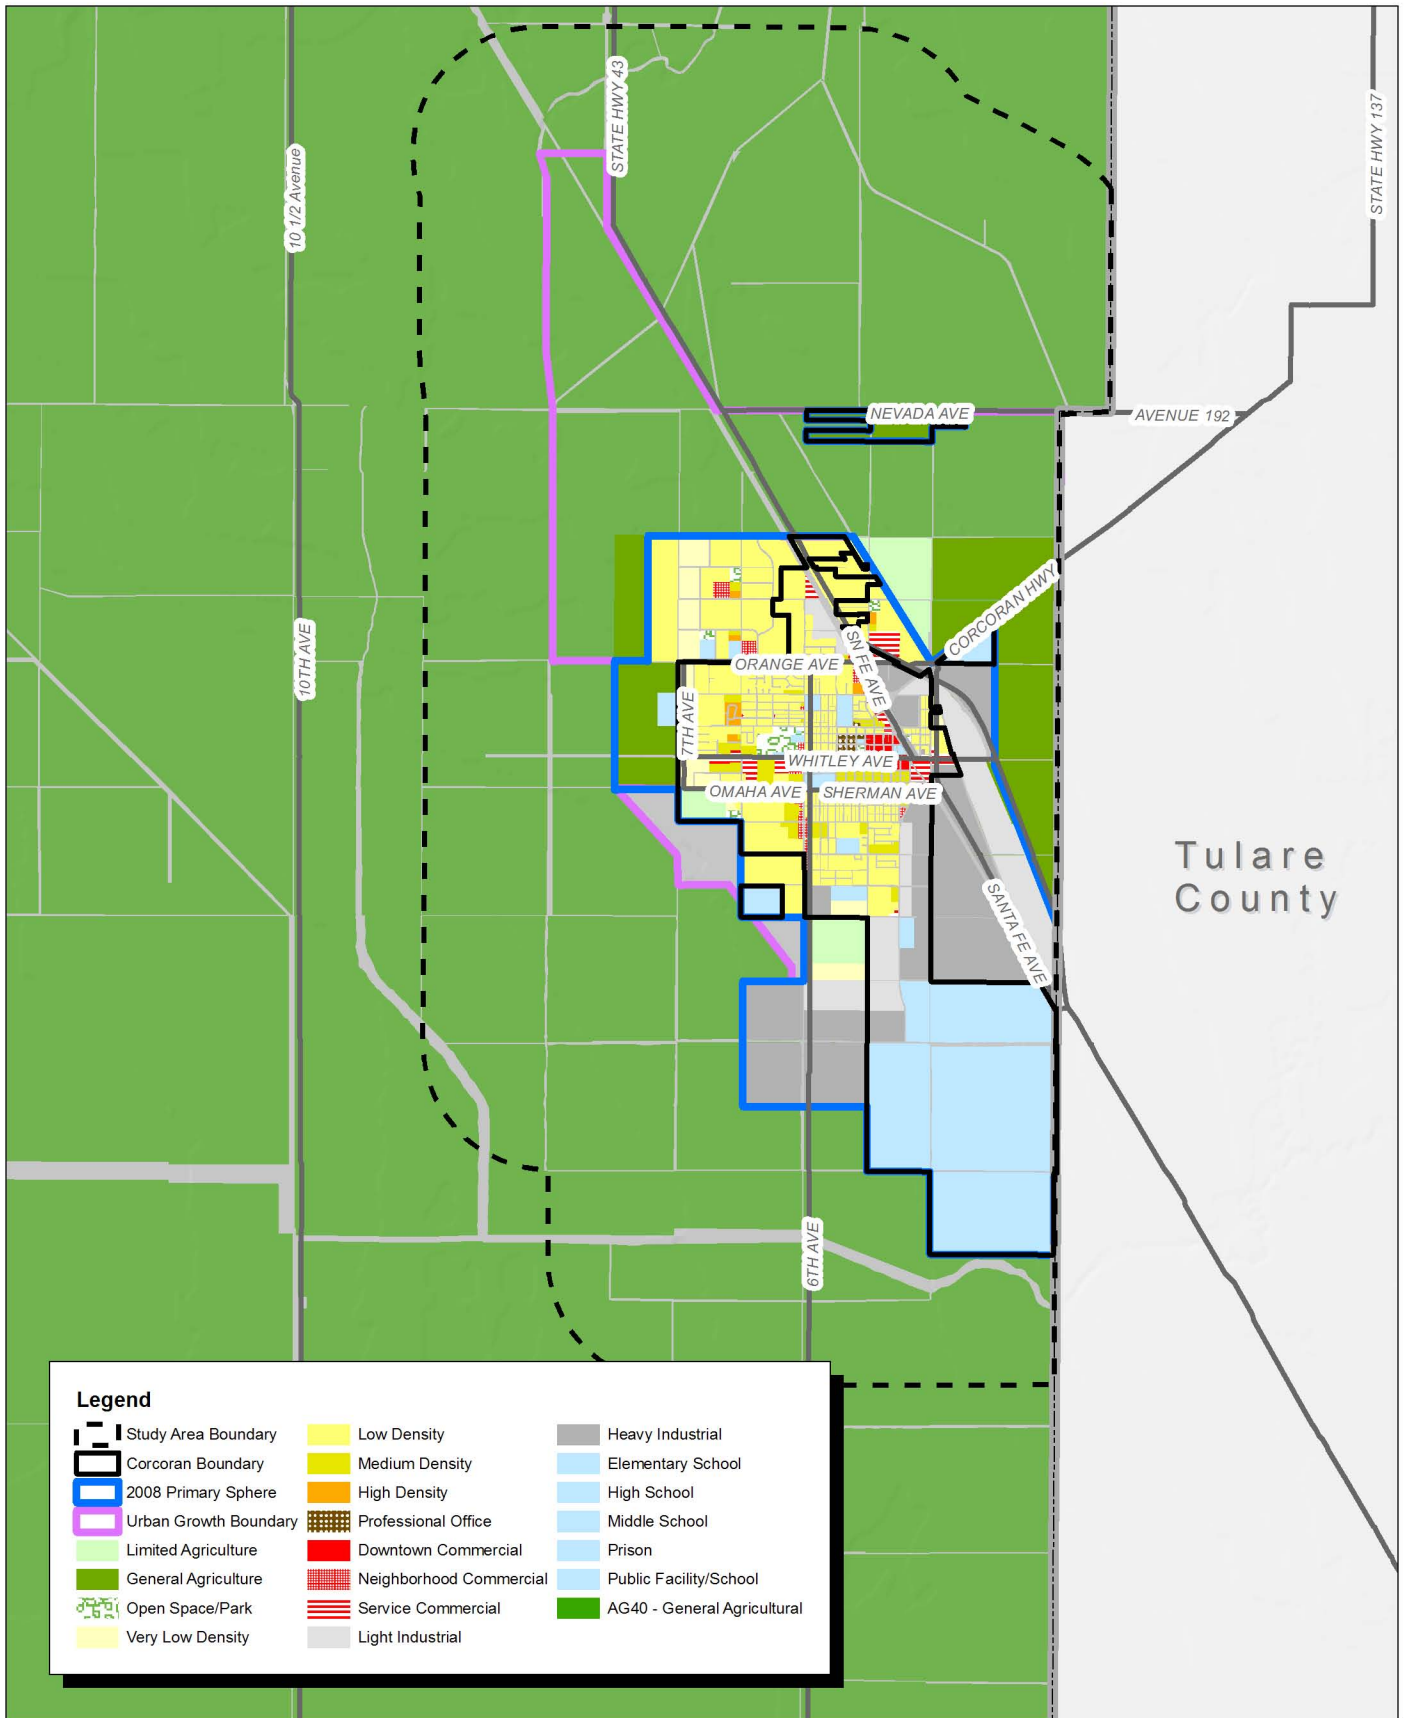 STATE HWY 43
STATE HWY 137
10 1/2 Avenue
NEVADA AVE
AVENUE 192
CORCORAN HWY
10TH AVE
ORANGE AVE
SN FE AVE
7TH AVE
WHITLEY AVE
OMAHA AVE
SHERMAN AVE
Tulare
County
SANTA FE AVE
6TH AVE
Legend
Study Area Boundary
Corcoran Boundary
2008 Primary Sphere
Urban Growth Boundary
Limited Agriculture
General Agriculture
Open Space/Park
Very Low Density
Low Density
Medium Density
High Density
Professional Office
Downtown Commercial
Neighborhood Commercial
Service Commercial
Light Industrial
Heavy Industrial
Elementary School
High School
Middle School
Prison
Public Facility/School
AG40 - General Agricultural